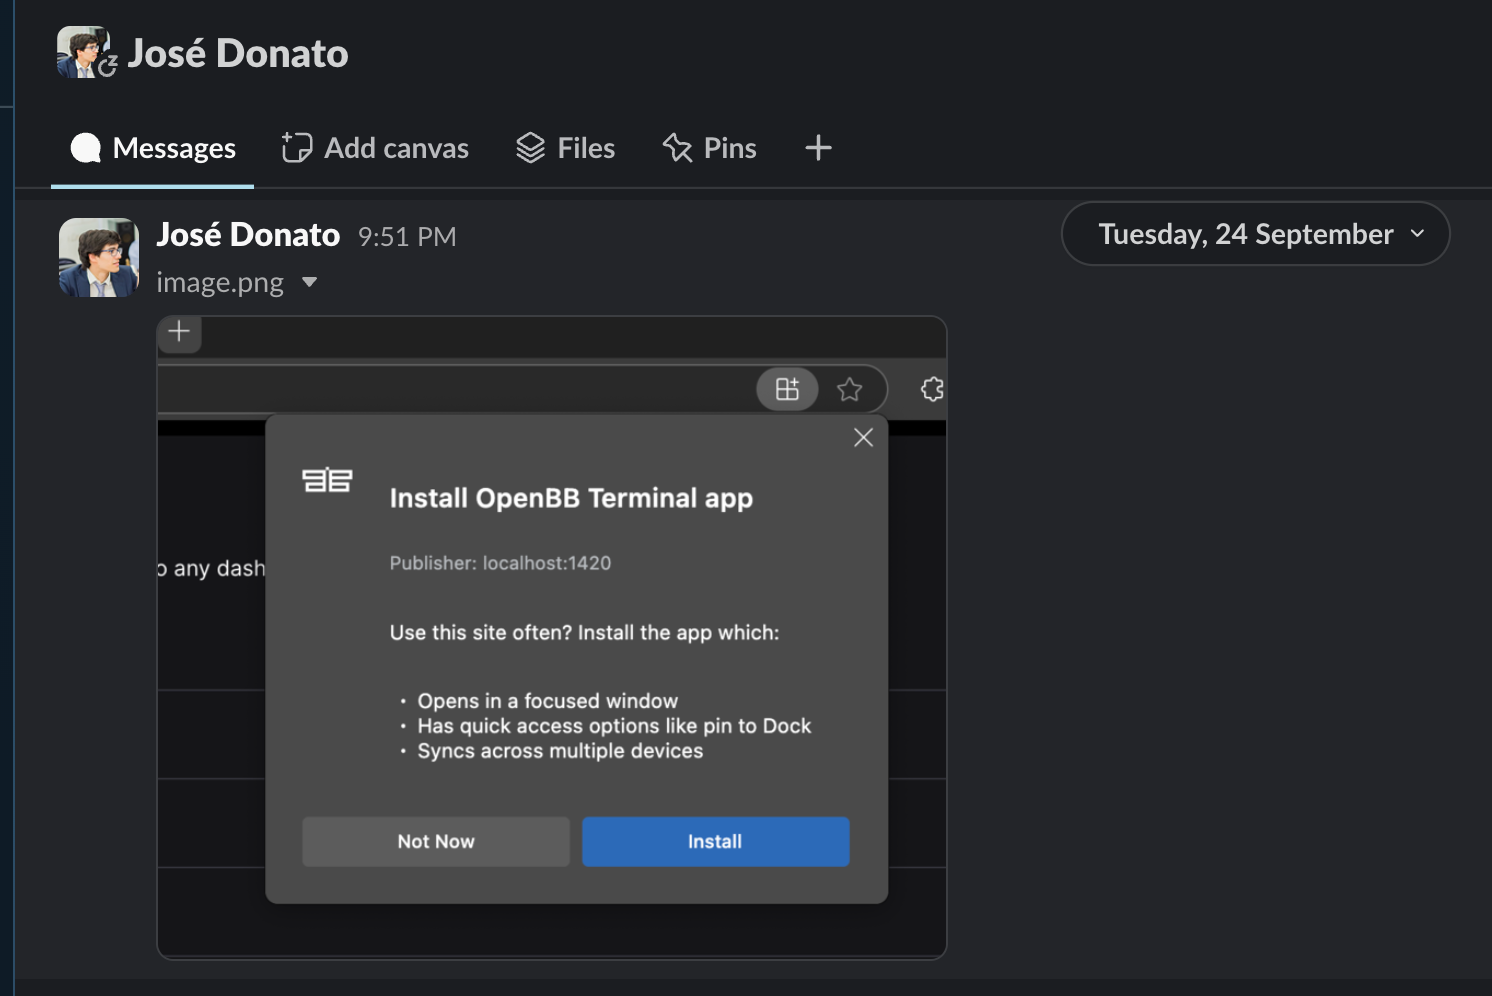 José Donato
Messages
Add canvas
Files
Pins
José Donato 9:51 PM
Tuesday, 24 September
image.png
Install OpenBB Terminal app
Publisher: localhost:1420
o any dash
Use this site often? Install the app which:
• Opens in a focused window
• Has quick access options like pin to Dock
• Syncs across multiple devices
Not Now
Install